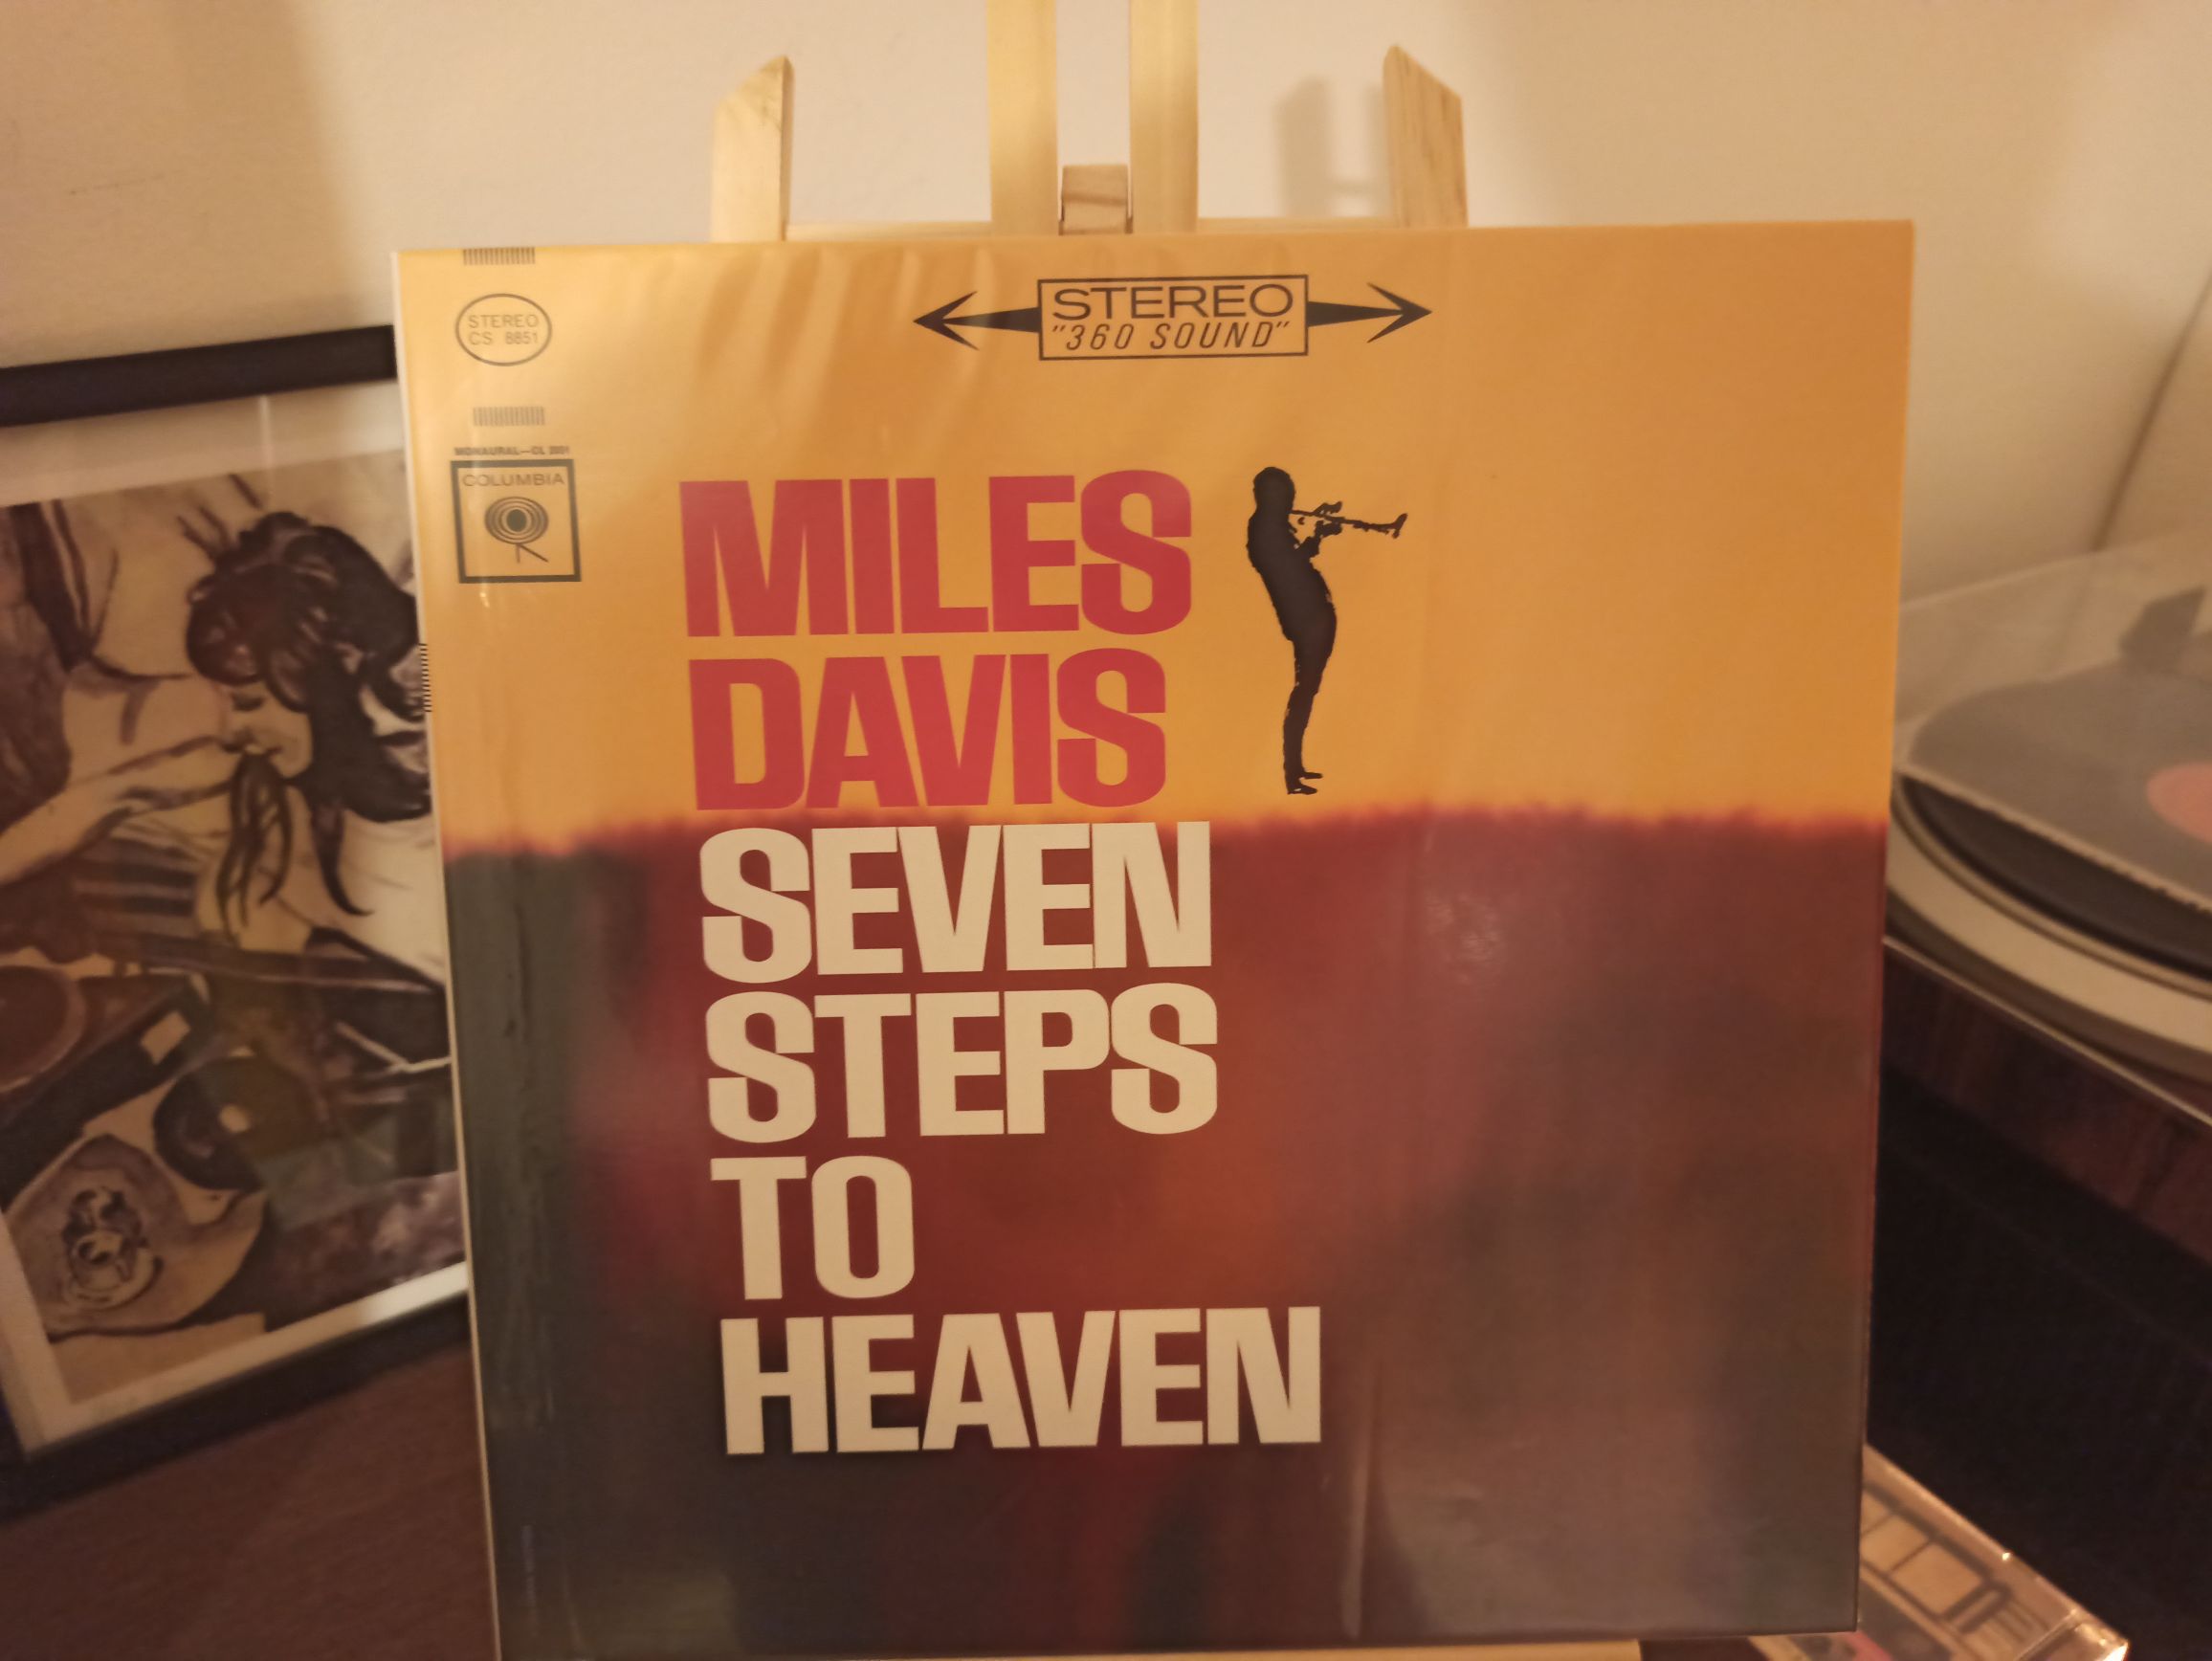 STEREO
"360 SOUND"
STEREO
CS 8851
COLUMBIA
MILES
DAVIS
SEVEN
STEPS
TO
HEAVEN